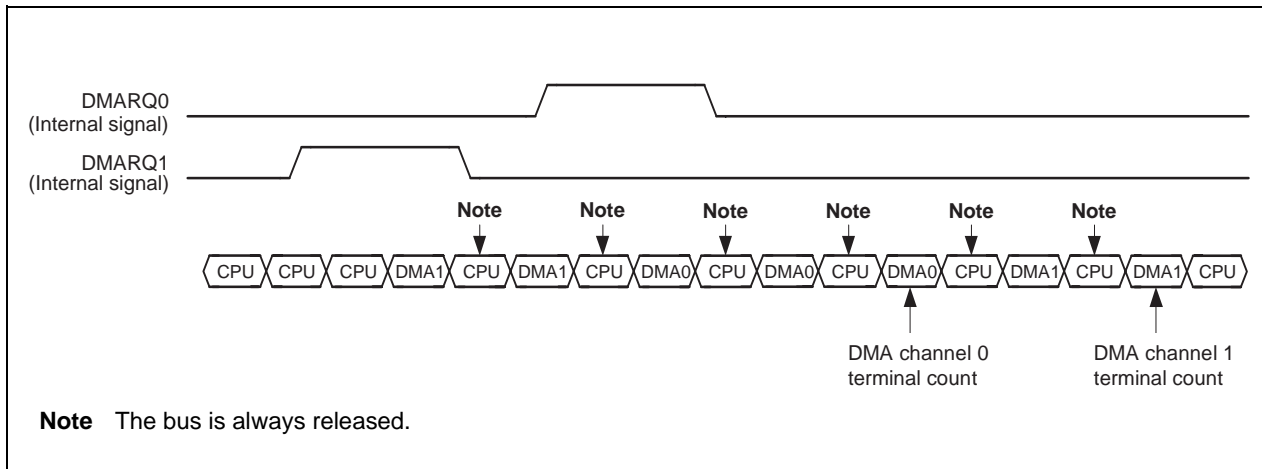 DMARQ0
(Internal signal)
DMARQ1
(Internal signal)
Note Note Note Note Note Note
CPU CPU CPU DMA1 CPU DMA1 CPU DMA0 CPU DMA0 CPU DMA0 CPU DMA1 CPU DMA1 CPU
DMA channel 0
terminal count
DMA channel 1
terminal count
Note The bus is always released.